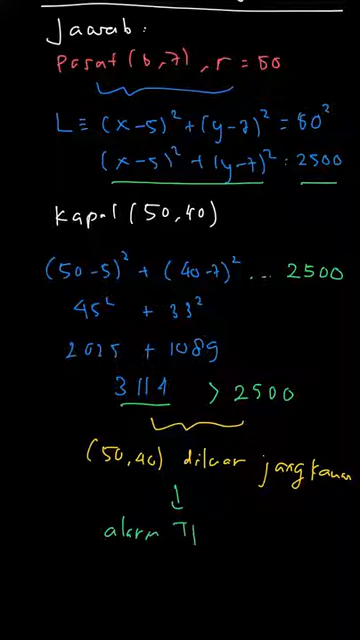 Jawab:
Pusat (5,7), r = 50
L ≡ (x-5)² + (y-7)² = 50²
(x-5)² + (y-7)² = 2500
Kapal (50,40)
(50-5)² + (40-7)² ... 2500
45² + 33²
2025 + 1089
3114 > 2500
(50,40) diluar jangkauan
↓
alarm TI